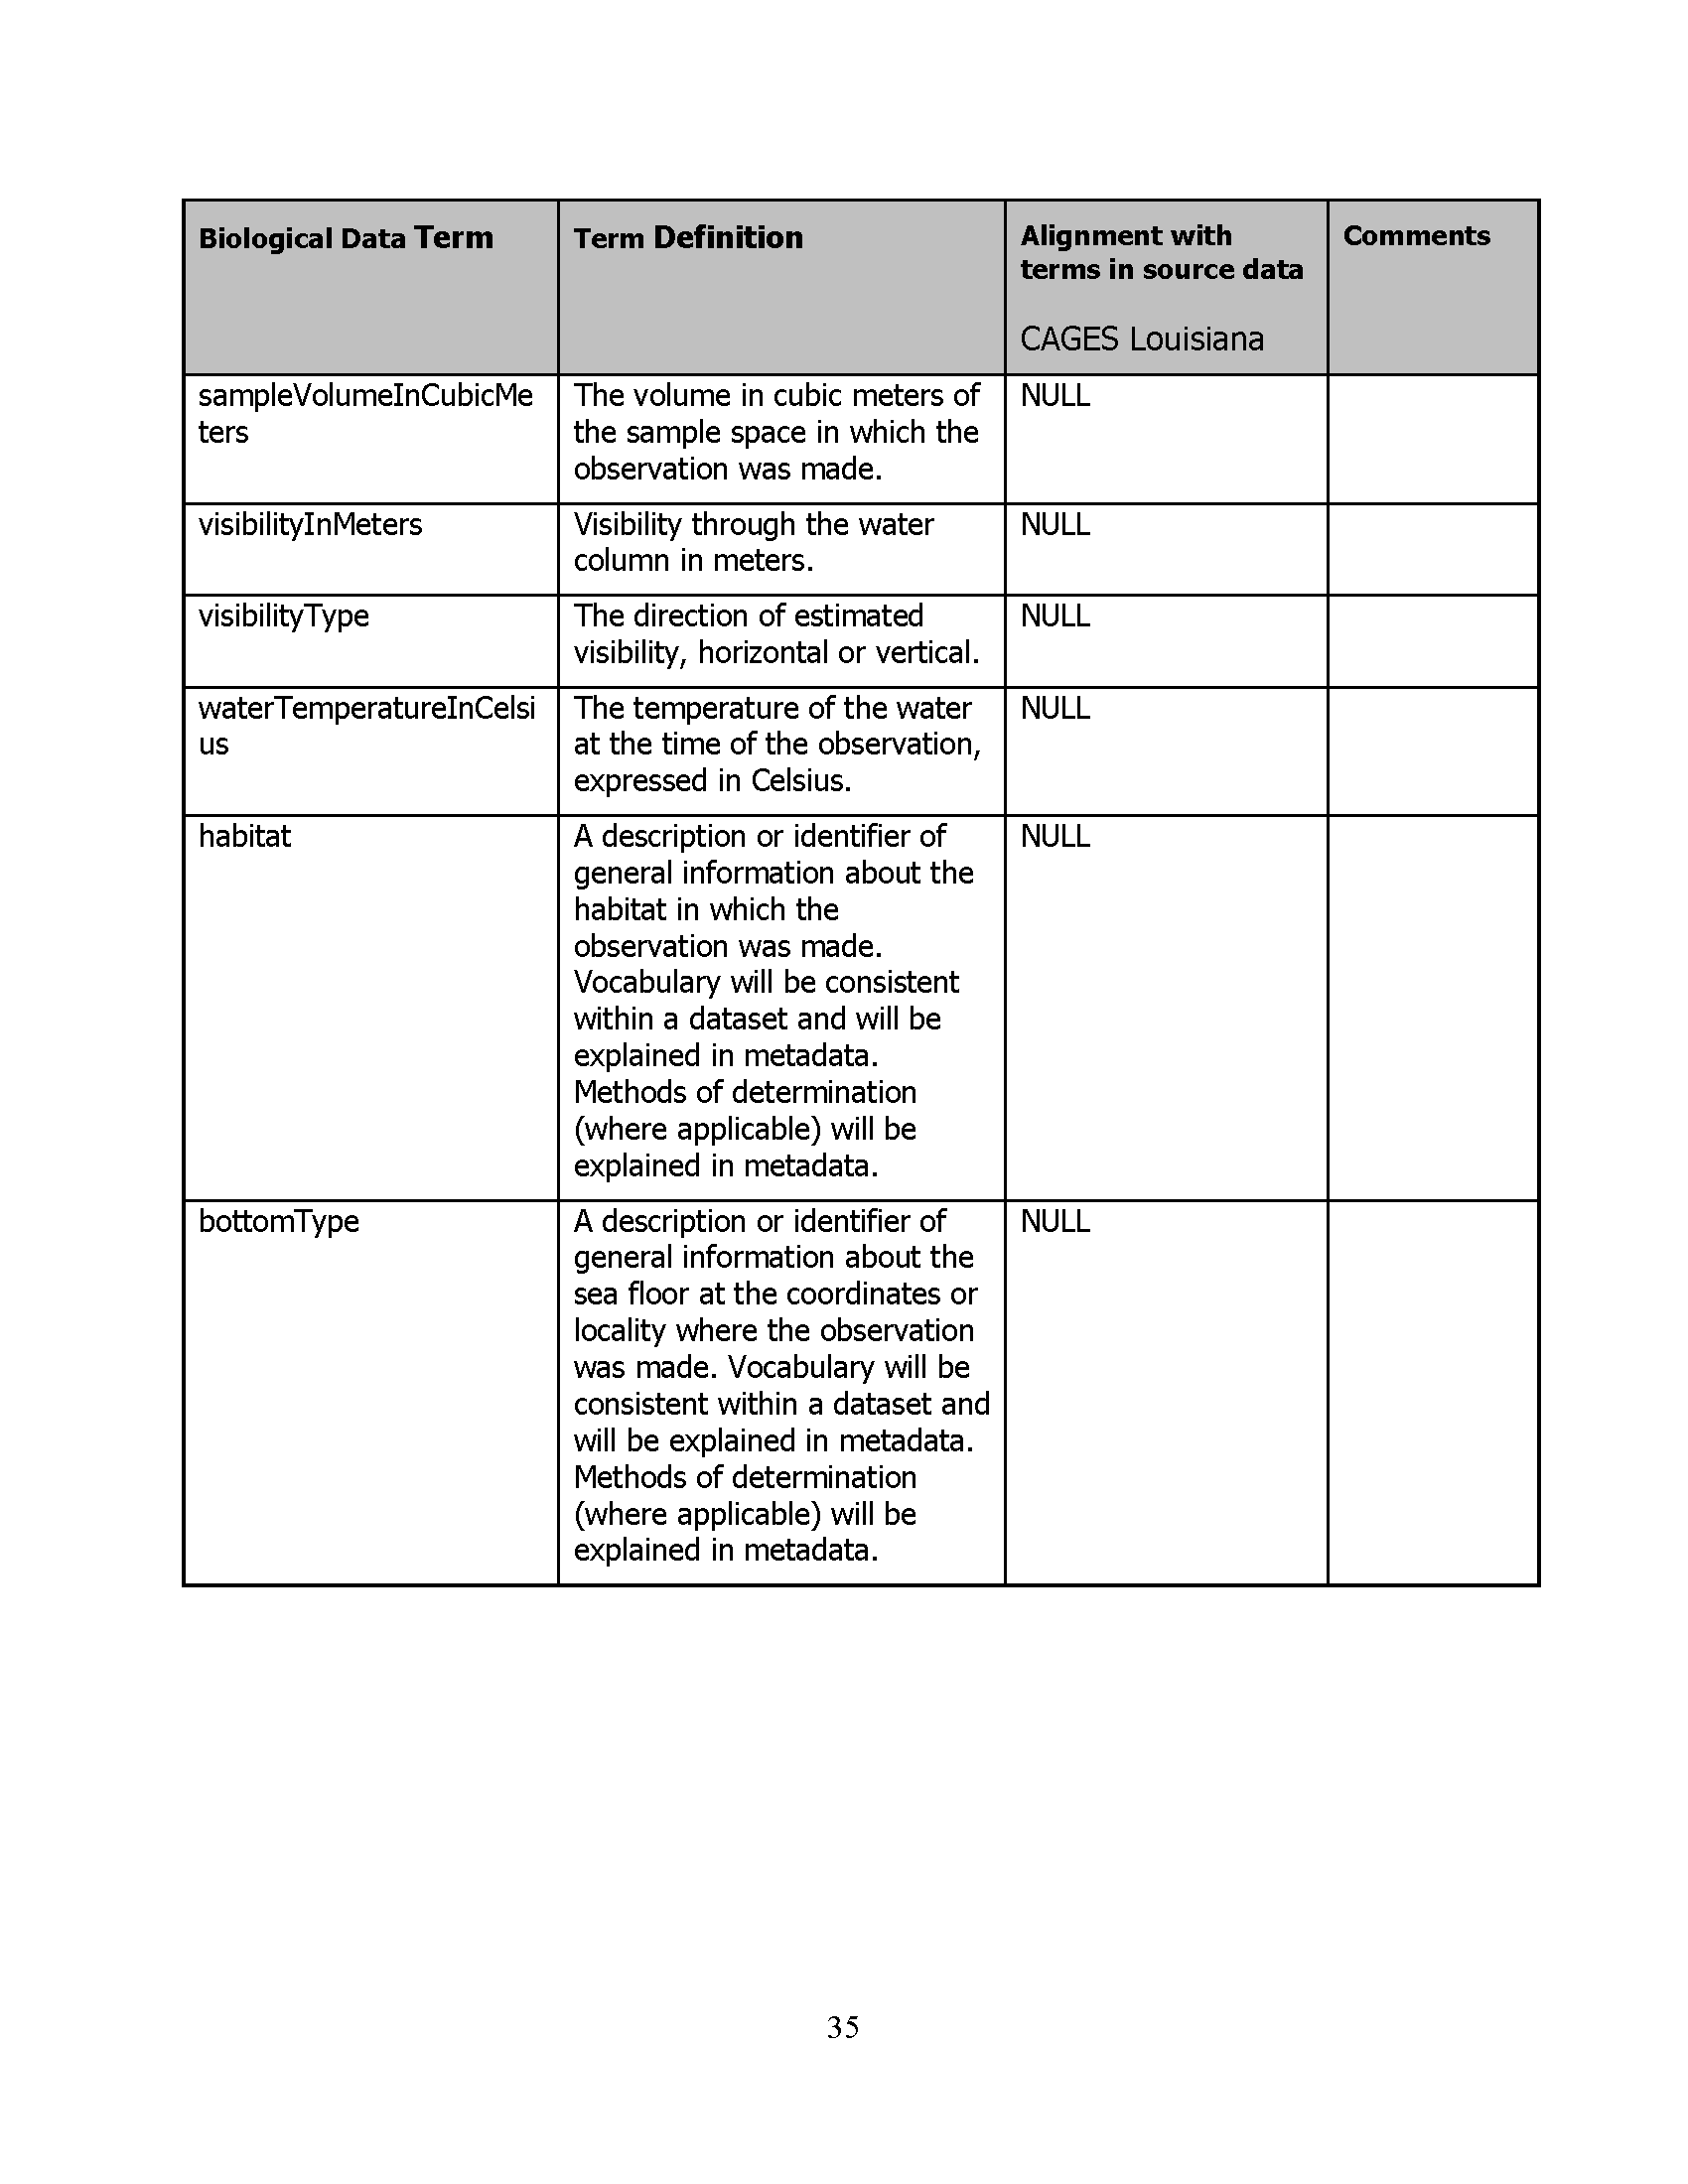 Biological Data Term
Term Definition
Alignment with
terms in source data
CAGES Louisiana
Comments
sampleVolumeInCubicMe
ters
The volume in cubic meters of
the sample space in which the
observation was made.
NULL
visibilityInMeters
Visibility through the water
column in meters.
NULL
visibilityType
The direction of estimated
visibility, horizontal or vertical.
NULL
waterTemperatureInCelsi
us
The temperature of the water
at the time of the observation,
expressed in Celsius.
NULL
habitat
A description or identifier of
general information about the
habitat in which the
observation was made.
Vocabulary will be consistent
within a dataset and will be
explained in metadata.
Methods of determination
(where applicable) will be
explained in metadata.
NULL
bottomType
A description or identifier of
general information about the
sea floor at the coordinates or
locality where the observation
was made. Vocabulary will be
consistent within a dataset and
will be explained in metadata.
Methods of determination
(where applicable) will be
explained in metadata.
NULL
35